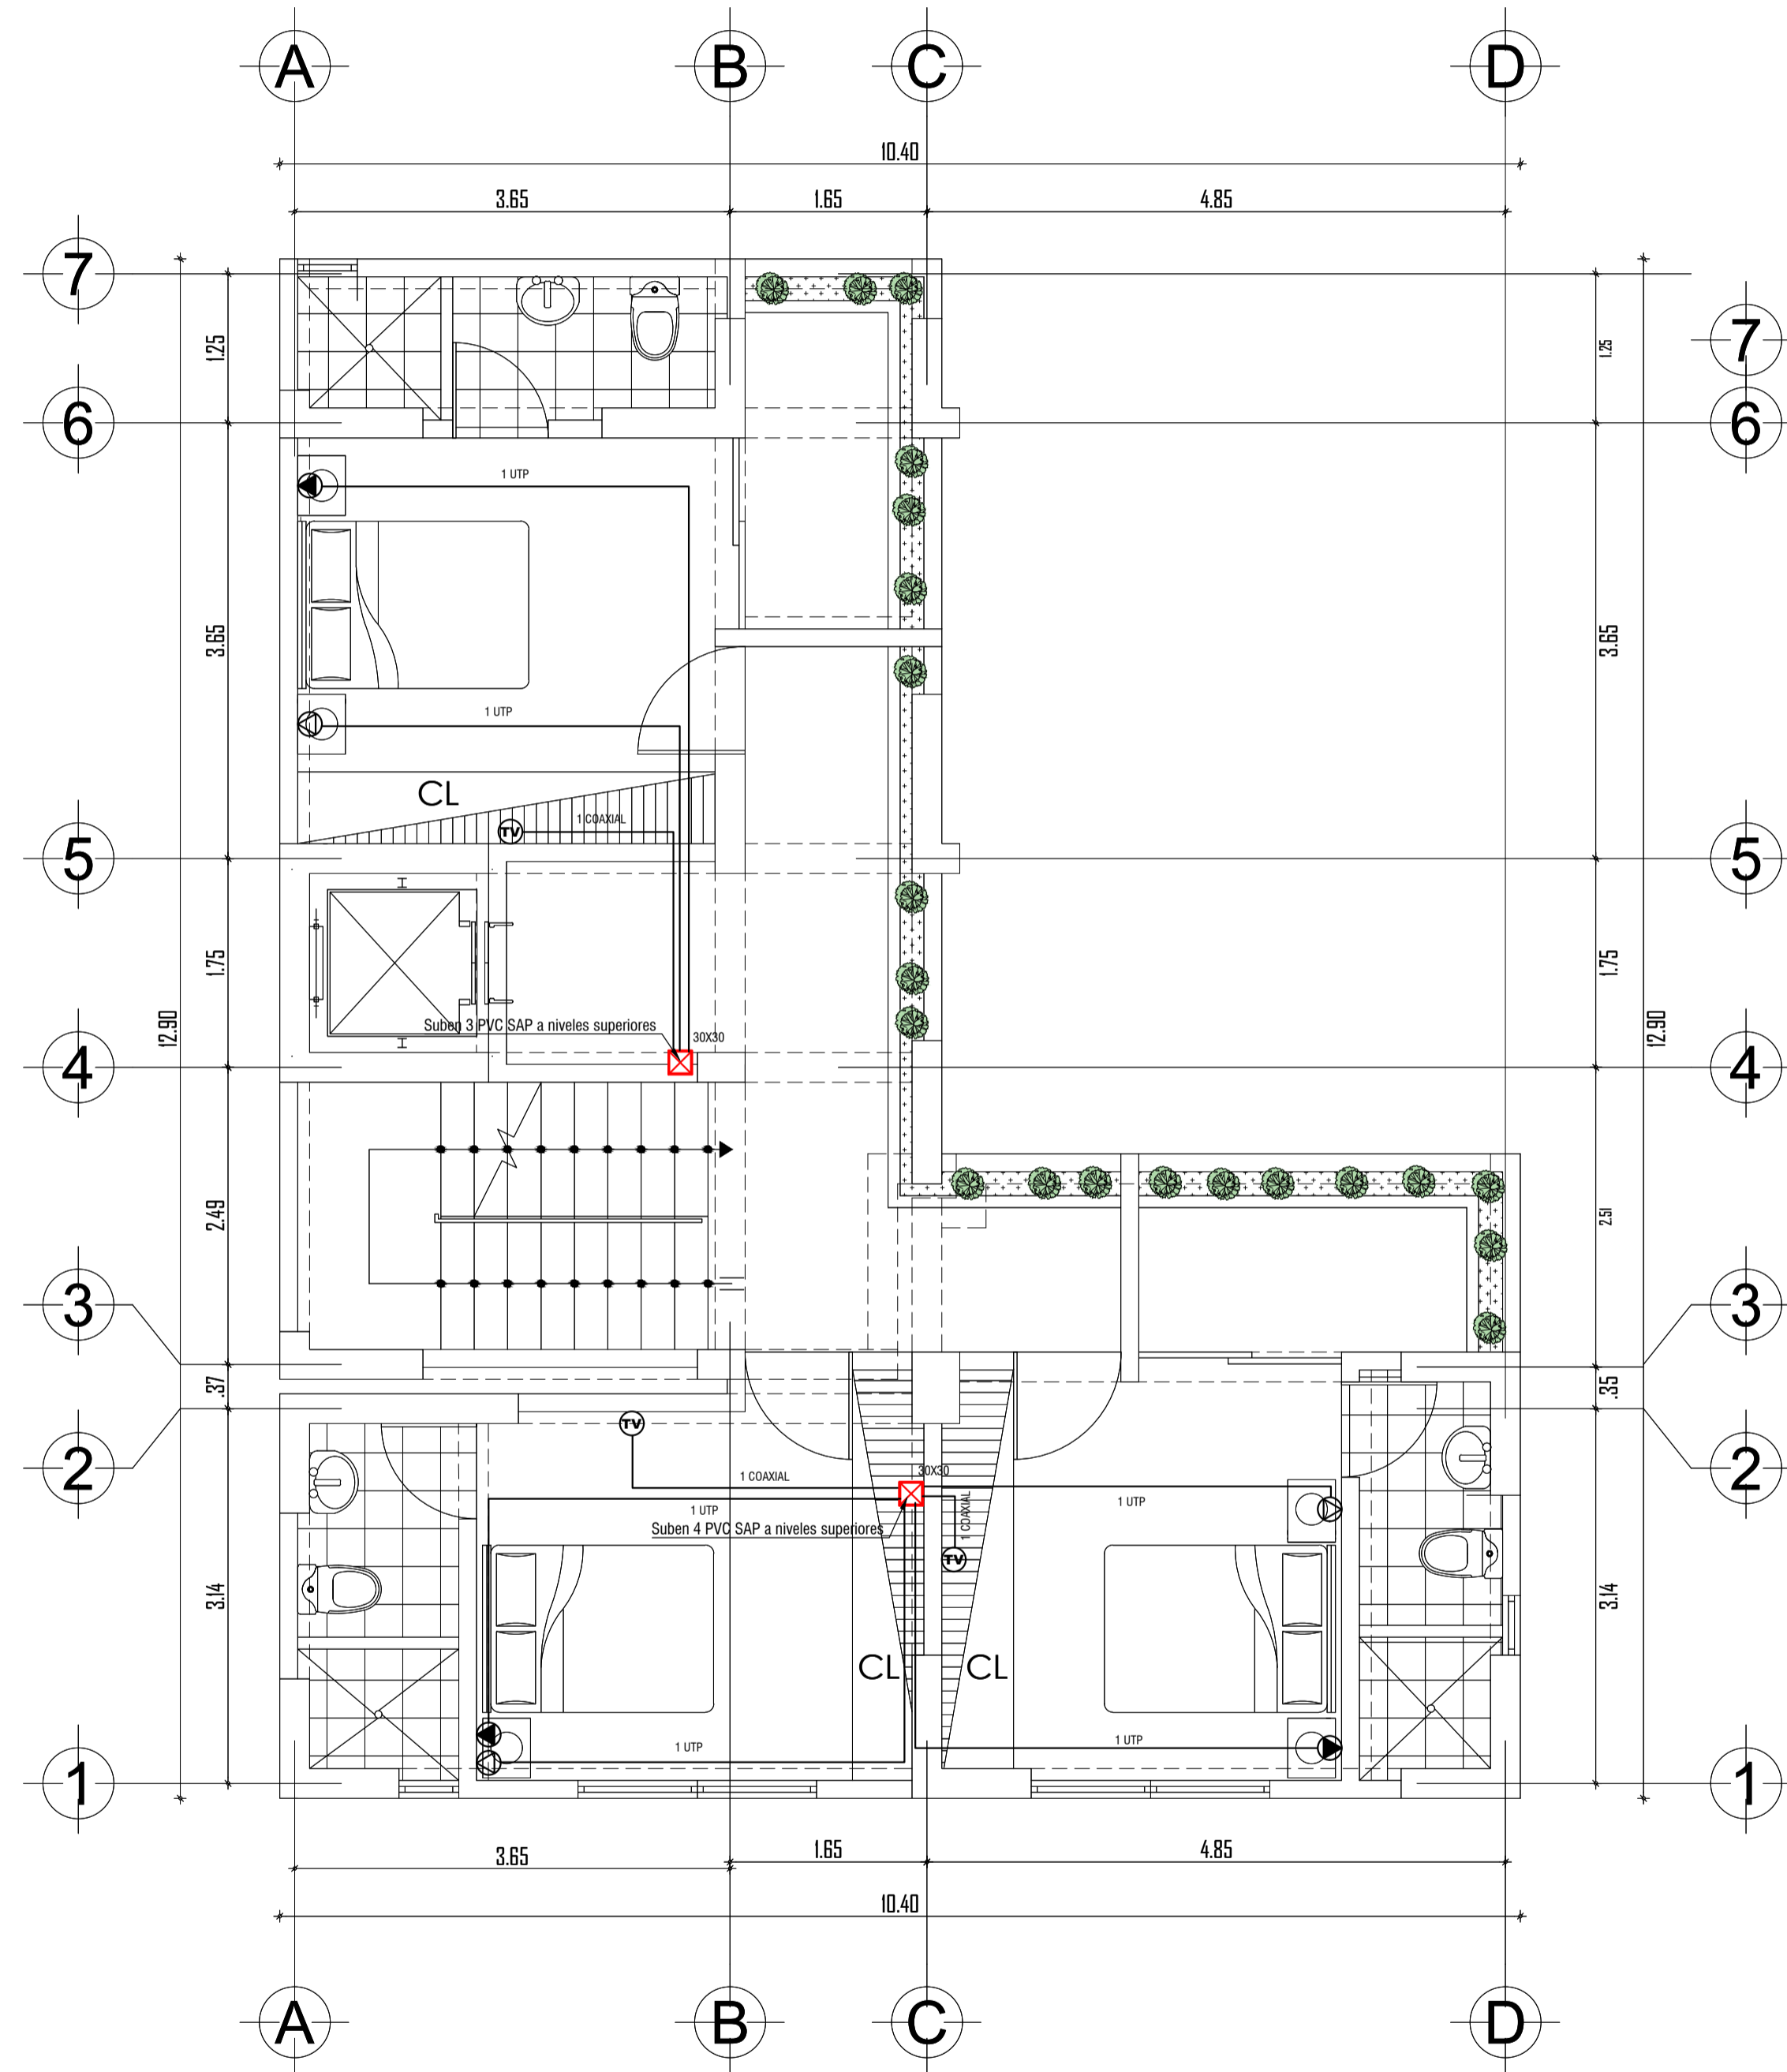 A B C D
10.40
3.65 1.65 4.85
7
7
1.25
1.25
6
6
1 UTP
3.65
3.65
1 UTP
CL
1 COAXIAL
TV
5
5
1.75
1.75
12.90
12.90
Suben 3 PVC SAP a niveles superiores
30X30
4
4
2.49
2.51
3
3
.37
.35
TV
2
2
30X30
1 COAXIAL
1 UTP
1 UTP
1 COAXIAL
Suben 4 PVC SAP a niveles superiores
TV
3.14
3.14
CL CL
1 UTP
1 UTP
1
1
3.65 1.65 4.85
10.40
A B C D